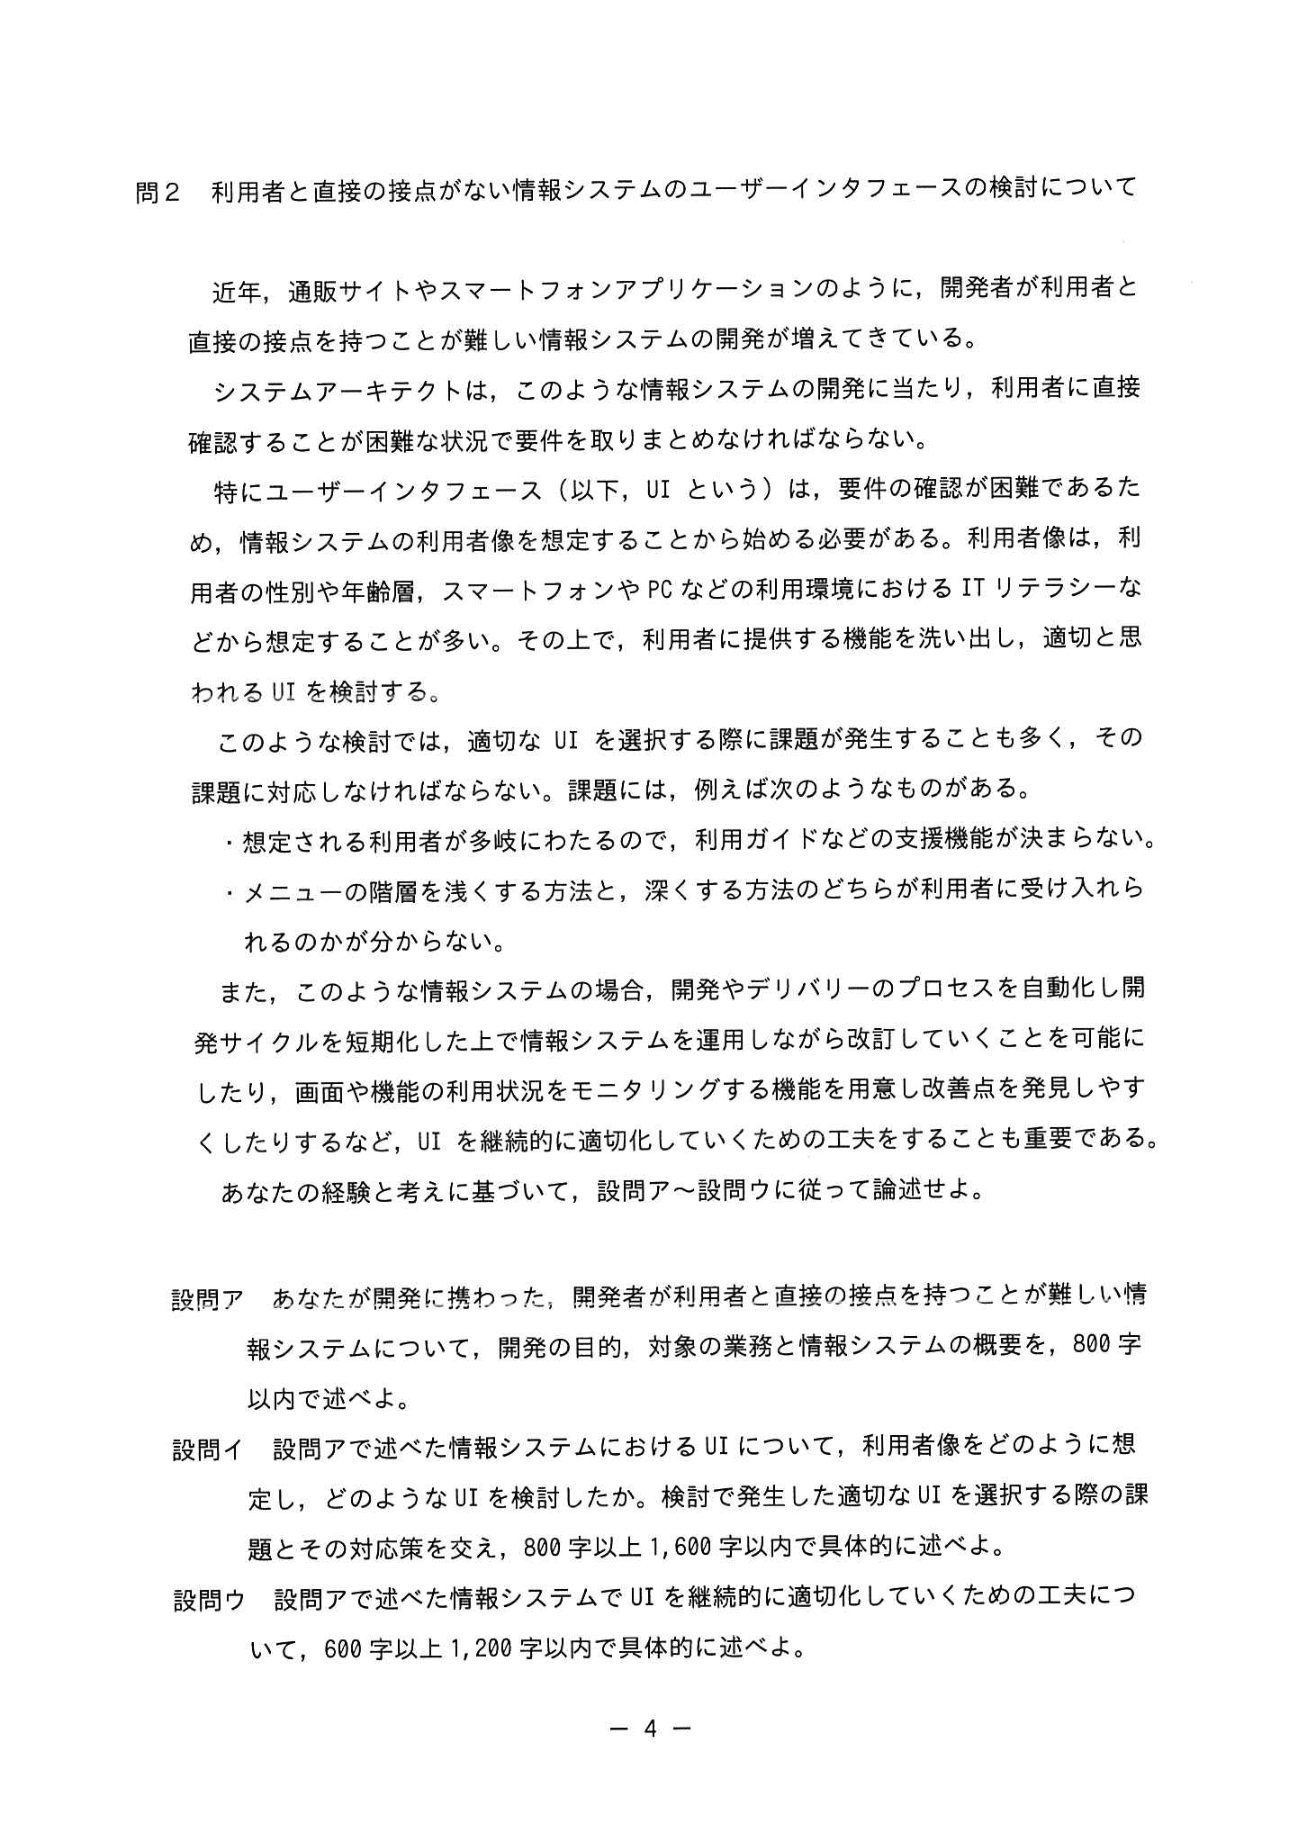 問2　利用者と直接の接点がない情報システムのユーザーインタフェースの検討について
近年，通販サイトやスマートフォンアプリケーションのように，開発者が利用者と
直接の接点を持つことが難しい情報システムの開発が増えてきている。
システムアーキテクトは，このような情報システムの開発に当たり，利用者に直接
確認することが困難な状況で要件を取りまとめなければならない。
特にユーザーインタフェース（以下，UI という）は，要件の確認が困難であるた
め，情報システムの利用者像を想定することから始める必要がある。利用者像は，利
用者の性別や年齢層，スマートフォンや PC などの利用環境における IT リテラシーな
どから想定することが多い。その上で，利用者に提供する機能を洗い出し，適切と思
われる UI を検討する。
このような検討では，適切な UI を選択する際に課題が発生することも多く，その
課題に対応しなければならない。課題には，例えば次のようなものがある。
・想定される利用者が多岐にわたるので，利用ガイドなどの支援機能が決まらない。
・メニューの階層を浅くする方法と，深くする方法のどちらが利用者に受け入れら
れるのかが分からない。
また，このような情報システムの場合，開発やデリバリーのプロセスを自動化し開
発サイクルを短期化した上で情報システムを運用しながら改訂していくことを可能に
したり，画面や機能の利用状況をモニタリングする機能を用意し改善点を発見しやす
くしたりするなど，UI を継続的に適切化していくための工夫をすることも重要である。
あなたの経験と考えに基づいて，設問ア～設問ウに従って論述せよ。
設問ア　あなたが開発に携わった，開発者が利用者と直接の接点を持つことが難しい情
報システムについて，開発の目的，対象の業務と情報システムの概要を，800 字
以内で述べよ。
設問イ　設問アで述べた情報システムにおける UI について，利用者像をどのように想
定し，どのような UI を検討したか。検討で発生した適切な UI を選択する際の課
題とその対応策を交え，800 字以上 1,600 字以内で具体的に述べよ。
設問ウ　設問アで述べた情報システムで UI を継続的に適切化していくための工夫につ
いて，600 字以上 1,200 字以内で具体的に述べよ。
－ 4 －